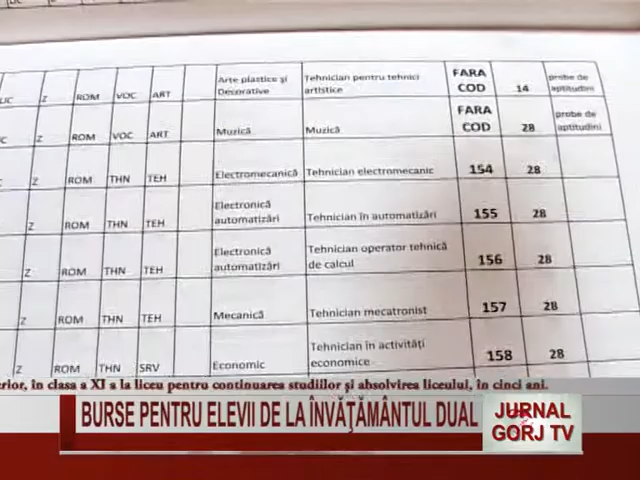 LIC Z ROM VOC ART Arte plastice și Decorative Tehnician pentru tehnici artistice FARA COD 14 probe de aptitudini
Z ROM VOC ART Muzică Muzică FARA COD 28 probe de aptitudini
Z ROM THN TEH Electromecanică Tehnician electromecanic 154 28
Z ROM THN TEH Electronică automatizări Tehnician în automatizări 155 28
Z ROM THN TEH Electronică automatizări Tehnician operator tehnică de calcul 156 28
Z ROM THN TEH Mecanică Tehnician mecatronist 157 28
Z ROM THN SRV Economic Tehnician în activități economice 158 28
erior, în clasa a XI a la liceu pentru continuarea studiilor și absolvirea liceului, în cinci ani.
BURSE PENTRU ELEVII DE LA ÎNVĂŢĂMÂNTUL DUAL
JURNAL
GORJ TV